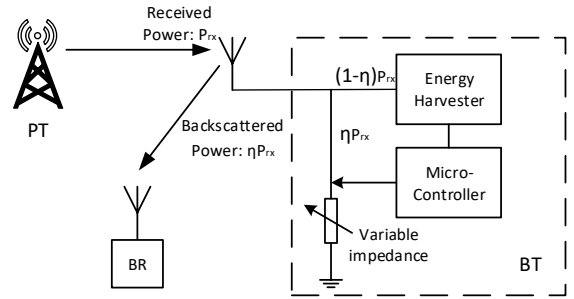 Received
Power: Prx
PT
Backscattered
Power: ηPrx
BR
(1-η)Prx
Energy
Harvester
ηPrx
Micro-
Controller
Variable
impedance
BT